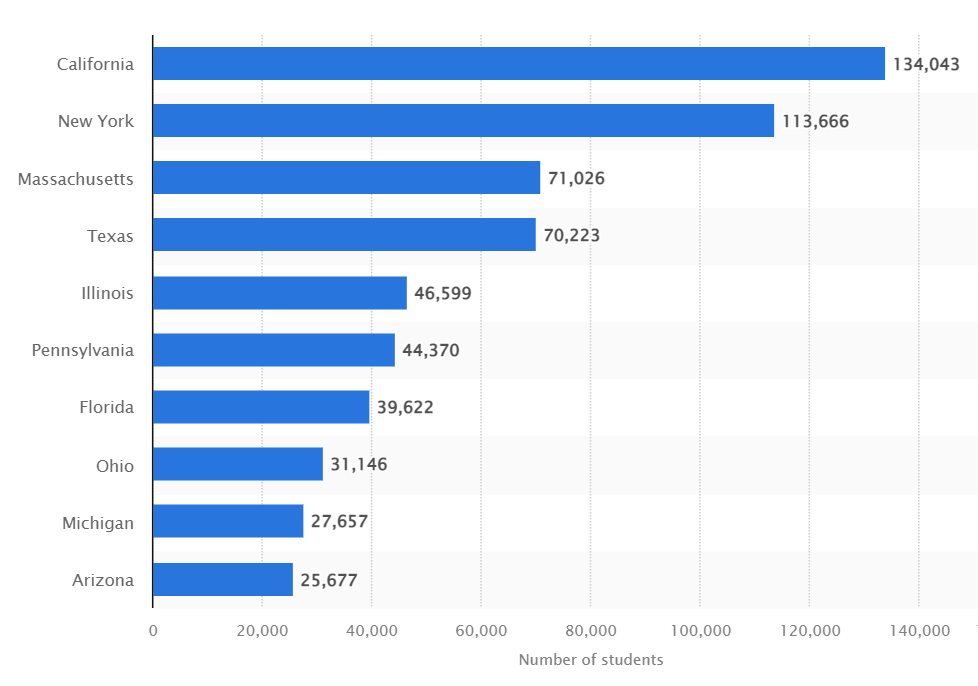 California 134,043
New York 113,666
Massachusetts 71,026
Texas 70,223
Illinois 46,599
Pennsylvania 44,370
Florida 39,622
Ohio 31,146
Michigan 27,657
Arizona 25,677
0 20,000 40,000 60,000 80,000 100,000 120,000 140,000
Number of students